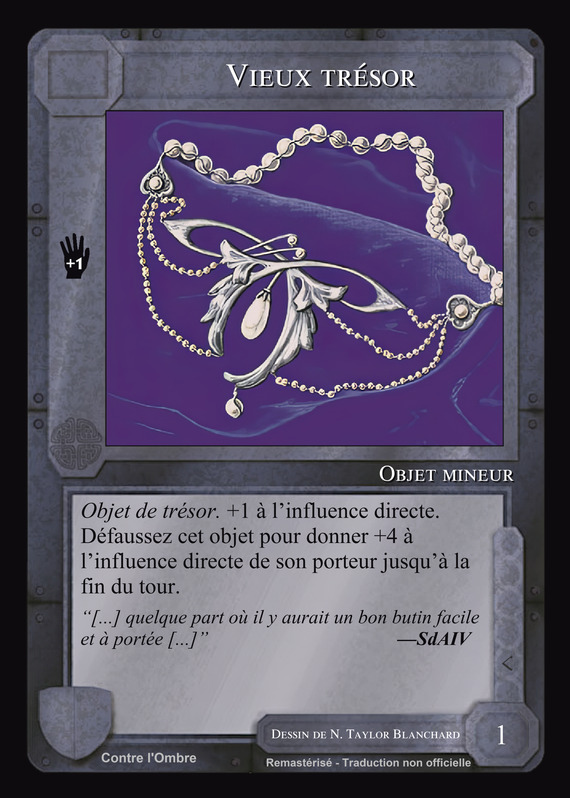 Vieux trésor
+1
Objet mineur
Objet de trésor. +1 à l’influence directe.
Défaussez cet objet pour donner +4 à
l’influence directe de son porteur jusqu’à la
fin du tour.
“[...] quelque part où il y aurait un bon butin facile
et à portée [...]” —SdAIV
Dessin de N. Taylor Blanchard
1
Contre l'Ombre
Remastérisé - Traduction non officielle